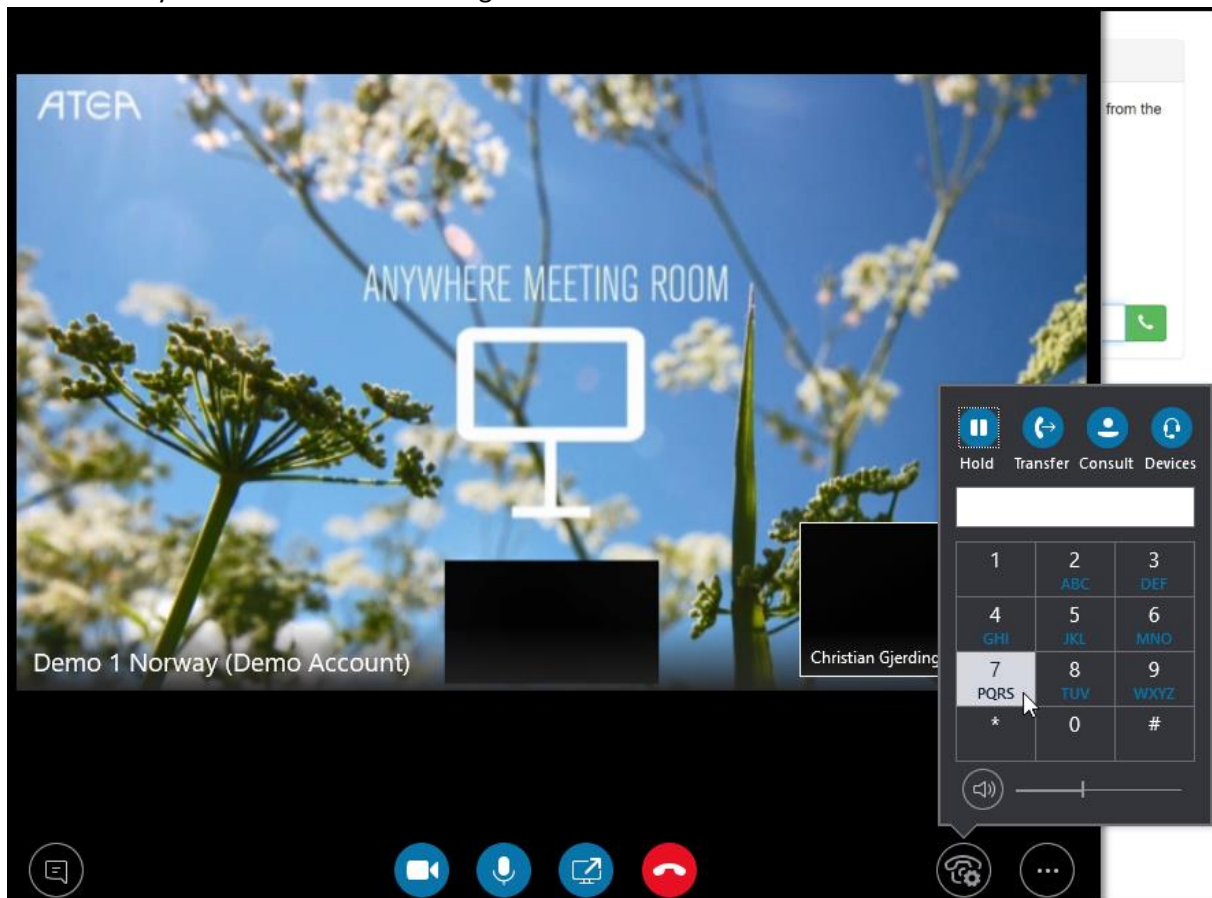 ATEA
from the
ANYWHERE MEETING ROOM
Demo 1 Norway (Demo Account)
Christian Gjerding
Hold Transfer Consult Devices
1 2 3
ABC DEF
4 5 6
GHI JKL MNO
7 8 9
PQRS TUV WXYZ
* 0 #